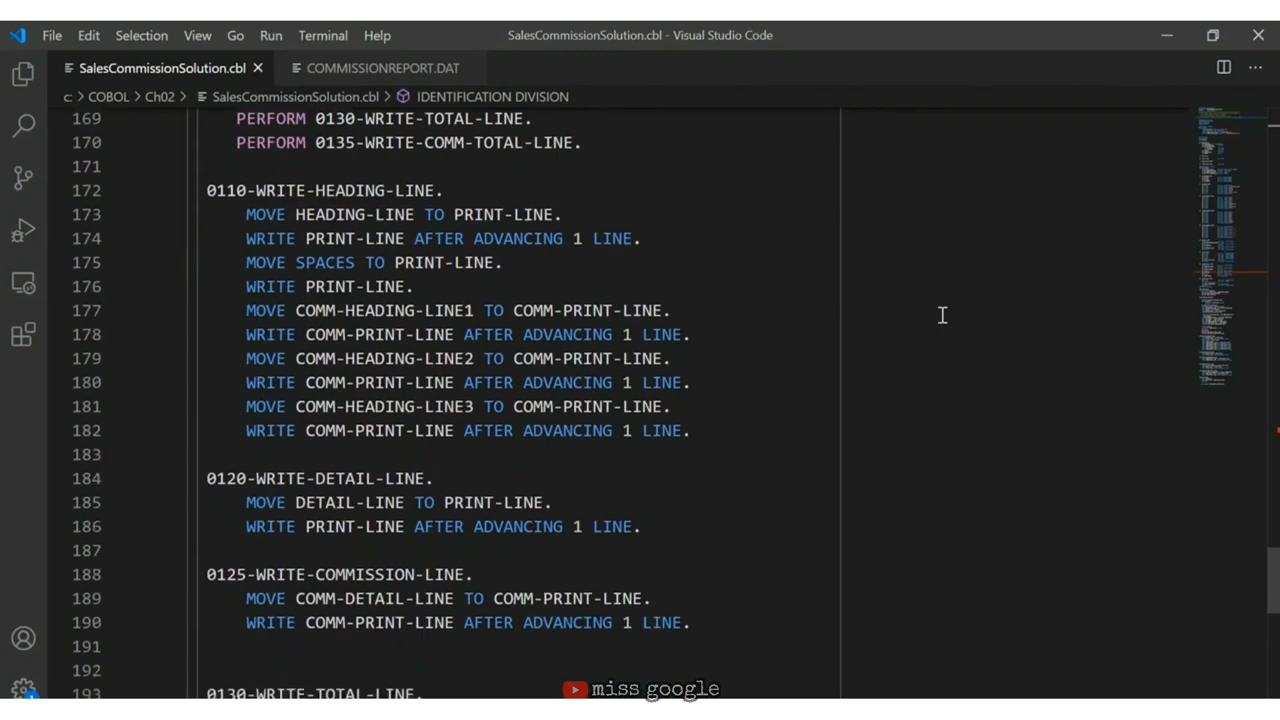 File Edit Selection View Go Run Terminal Help SalesCommissionSolution.cbl - Visual Studio Code
SalesCommissionSolution.cbl COMMISSIONREPORT.DAT
c: > COBOL > Ch02 > SalesCommissionSolution.cbl > IDENTIFICATION DIVISION
169 PERFORM 0130-WRITE-TOTAL-LINE.
170 PERFORM 0135-WRITE-COMM-TOTAL-LINE.
171
172 0110-WRITE-HEADING-LINE.
173 MOVE HEADING-LINE TO PRINT-LINE.
174 WRITE PRINT-LINE AFTER ADVANCING 1 LINE.
175 MOVE SPACES TO PRINT-LINE.
176 WRITE PRINT-LINE.
177 MOVE COMM-HEADING-LINE1 TO COMM-PRINT-LINE.
178 WRITE COMM-PRINT-LINE AFTER ADVANCING 1 LINE.
179 MOVE COMM-HEADING-LINE2 TO COMM-PRINT-LINE.
180 WRITE COMM-PRINT-LINE AFTER ADVANCING 1 LINE.
181 MOVE COMM-HEADING-LINE3 TO COMM-PRINT-LINE.
182 WRITE COMM-PRINT-LINE AFTER ADVANCING 1 LINE.
183
184 0120-WRITE-DETAIL-LINE.
185 MOVE DETAIL-LINE TO PRINT-LINE.
186 WRITE PRINT-LINE AFTER ADVANCING 1 LINE.
187
188 0125-WRITE-COMMISSION-LINE.
189 MOVE COMM-DETAIL-LINE TO COMM-PRINT-LINE.
190 WRITE COMM-PRINT-LINE AFTER ADVANCING 1 LINE.
191
192
193 0130-WRITE-TOTAL-LINE.
miss google